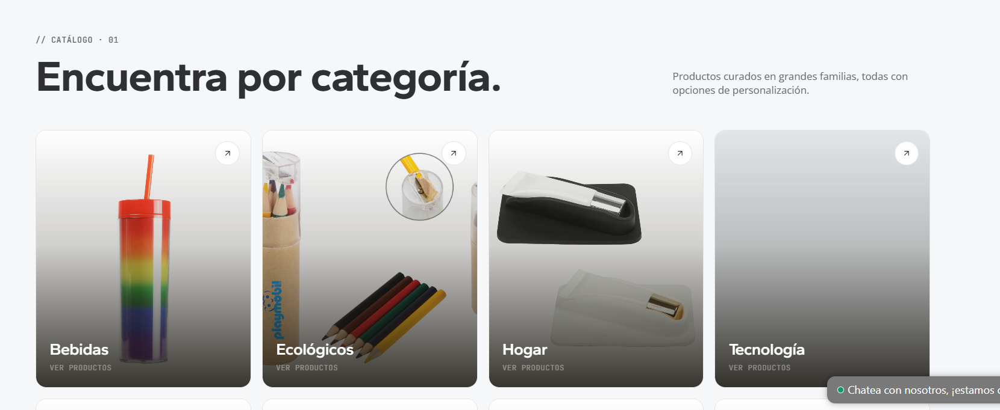 // CATÁLOGO · 01
Encuentra por categoría.
Productos curados en grandes familias, todas con
opciones de personalización.
playmobil
Bebidas
VER PRODUCTOS
Ecológicos
VER PRODUCTOS
Hogar
VER PRODUCTOS
Tecnología
VER PRODUCTOS
Chatea con nosotros, ¡estamos